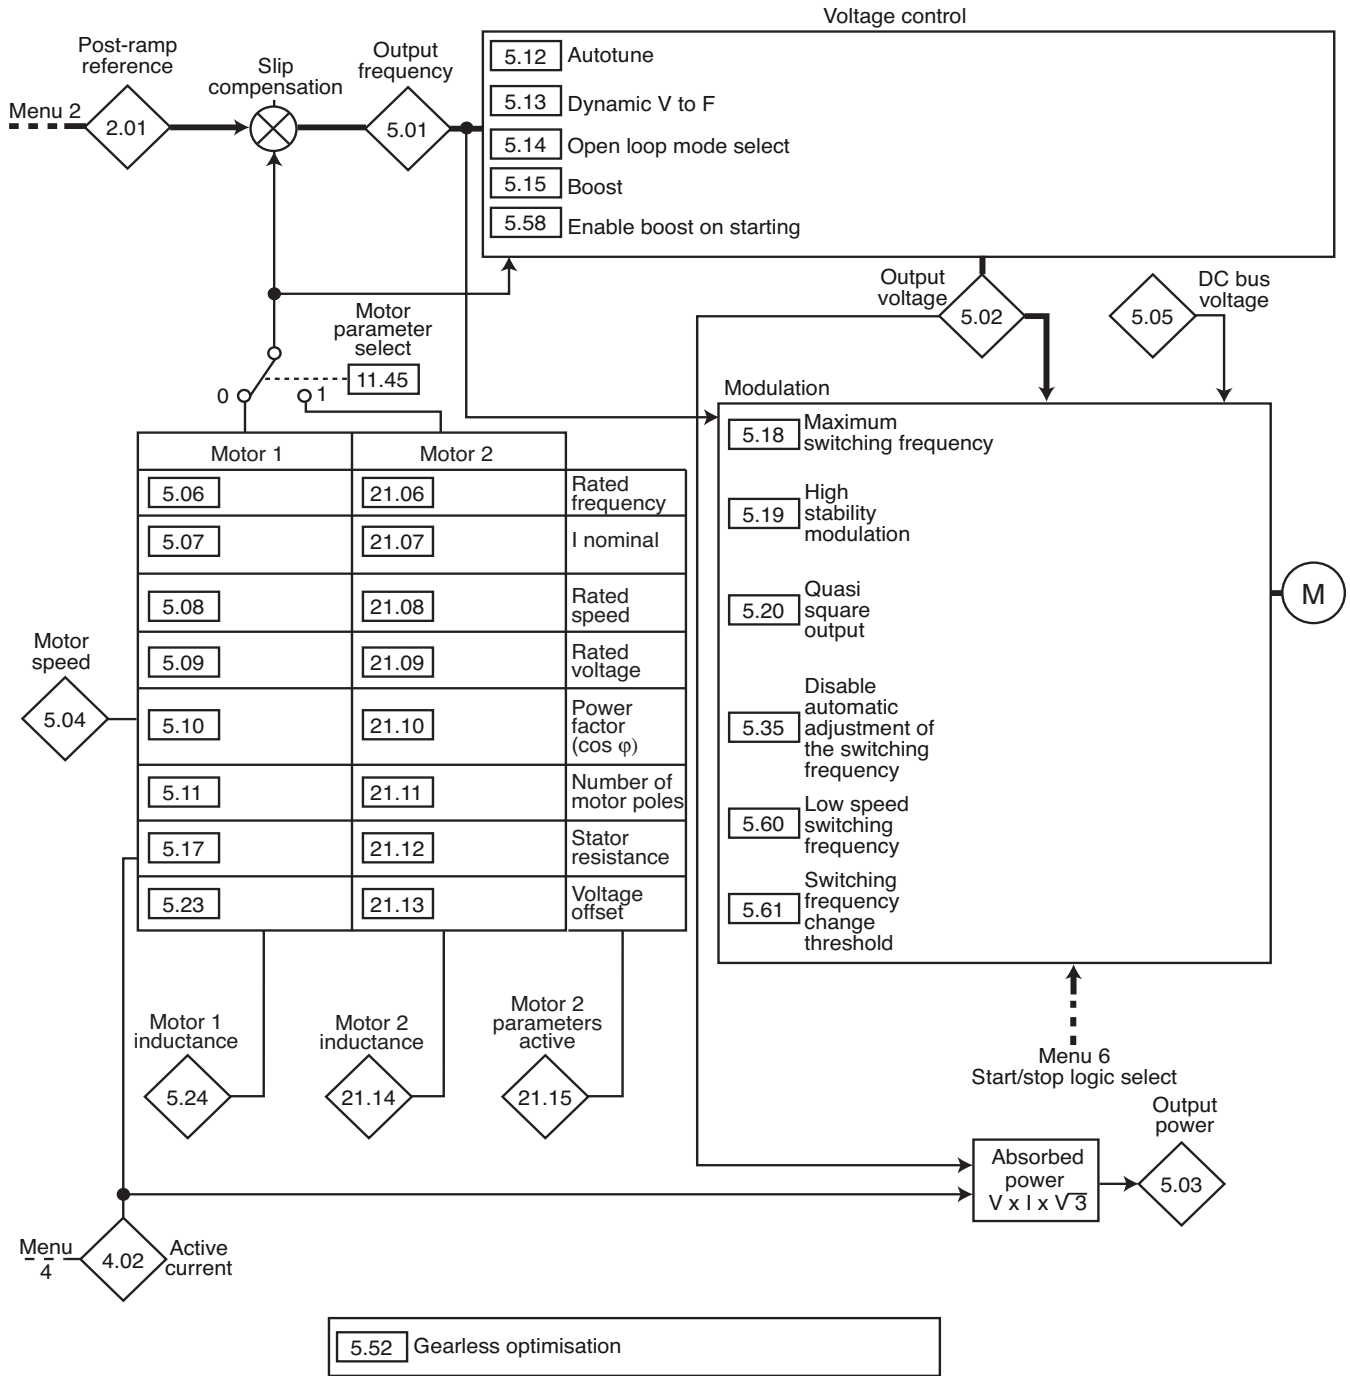 Voltage control
Post-ramp
reference
Slip
compensation
Output
frequency
Menu 2
2.01
5.01
5.12 Autotune
5.13 Dynamic V to F
5.14 Open loop mode select
5.15 Boost
5.58 Enable boost on starting
Output
voltage
5.02
DC bus
voltage
5.05
Motor
parameter
select
11.45
0
1
Motor 1
Motor 2
5.06 21.06 Rated
frequency
5.07 21.07 I nominal
5.08 21.08 Rated
speed
5.09 21.09 Rated
voltage
5.10 21.10 Power
factor
(cos φ)
5.11 21.11 Number of
motor poles
5.17 21.12 Stator
resistance
5.23 21.13 Voltage
offset
Motor
speed
5.04
Modulation
5.18 Maximum
switching frequency
5.19 High
stability
modulation
5.20 Quasi
square
output
5.35 Disable
automatic
adjustment of
the switching
frequency
5.60 Low speed
switching
frequency
5.61 Switching
frequency
change
threshold
M
Motor 1
inductance
5.24
Motor 2
inductance
21.14
Motor 2
parameters
active
21.15
Menu 6
Start/stop logic select
Output
power
Absorbed
power
V x I x √3
5.03
Menu
4
4.02
Active
current
5.52 Gearless optimisation